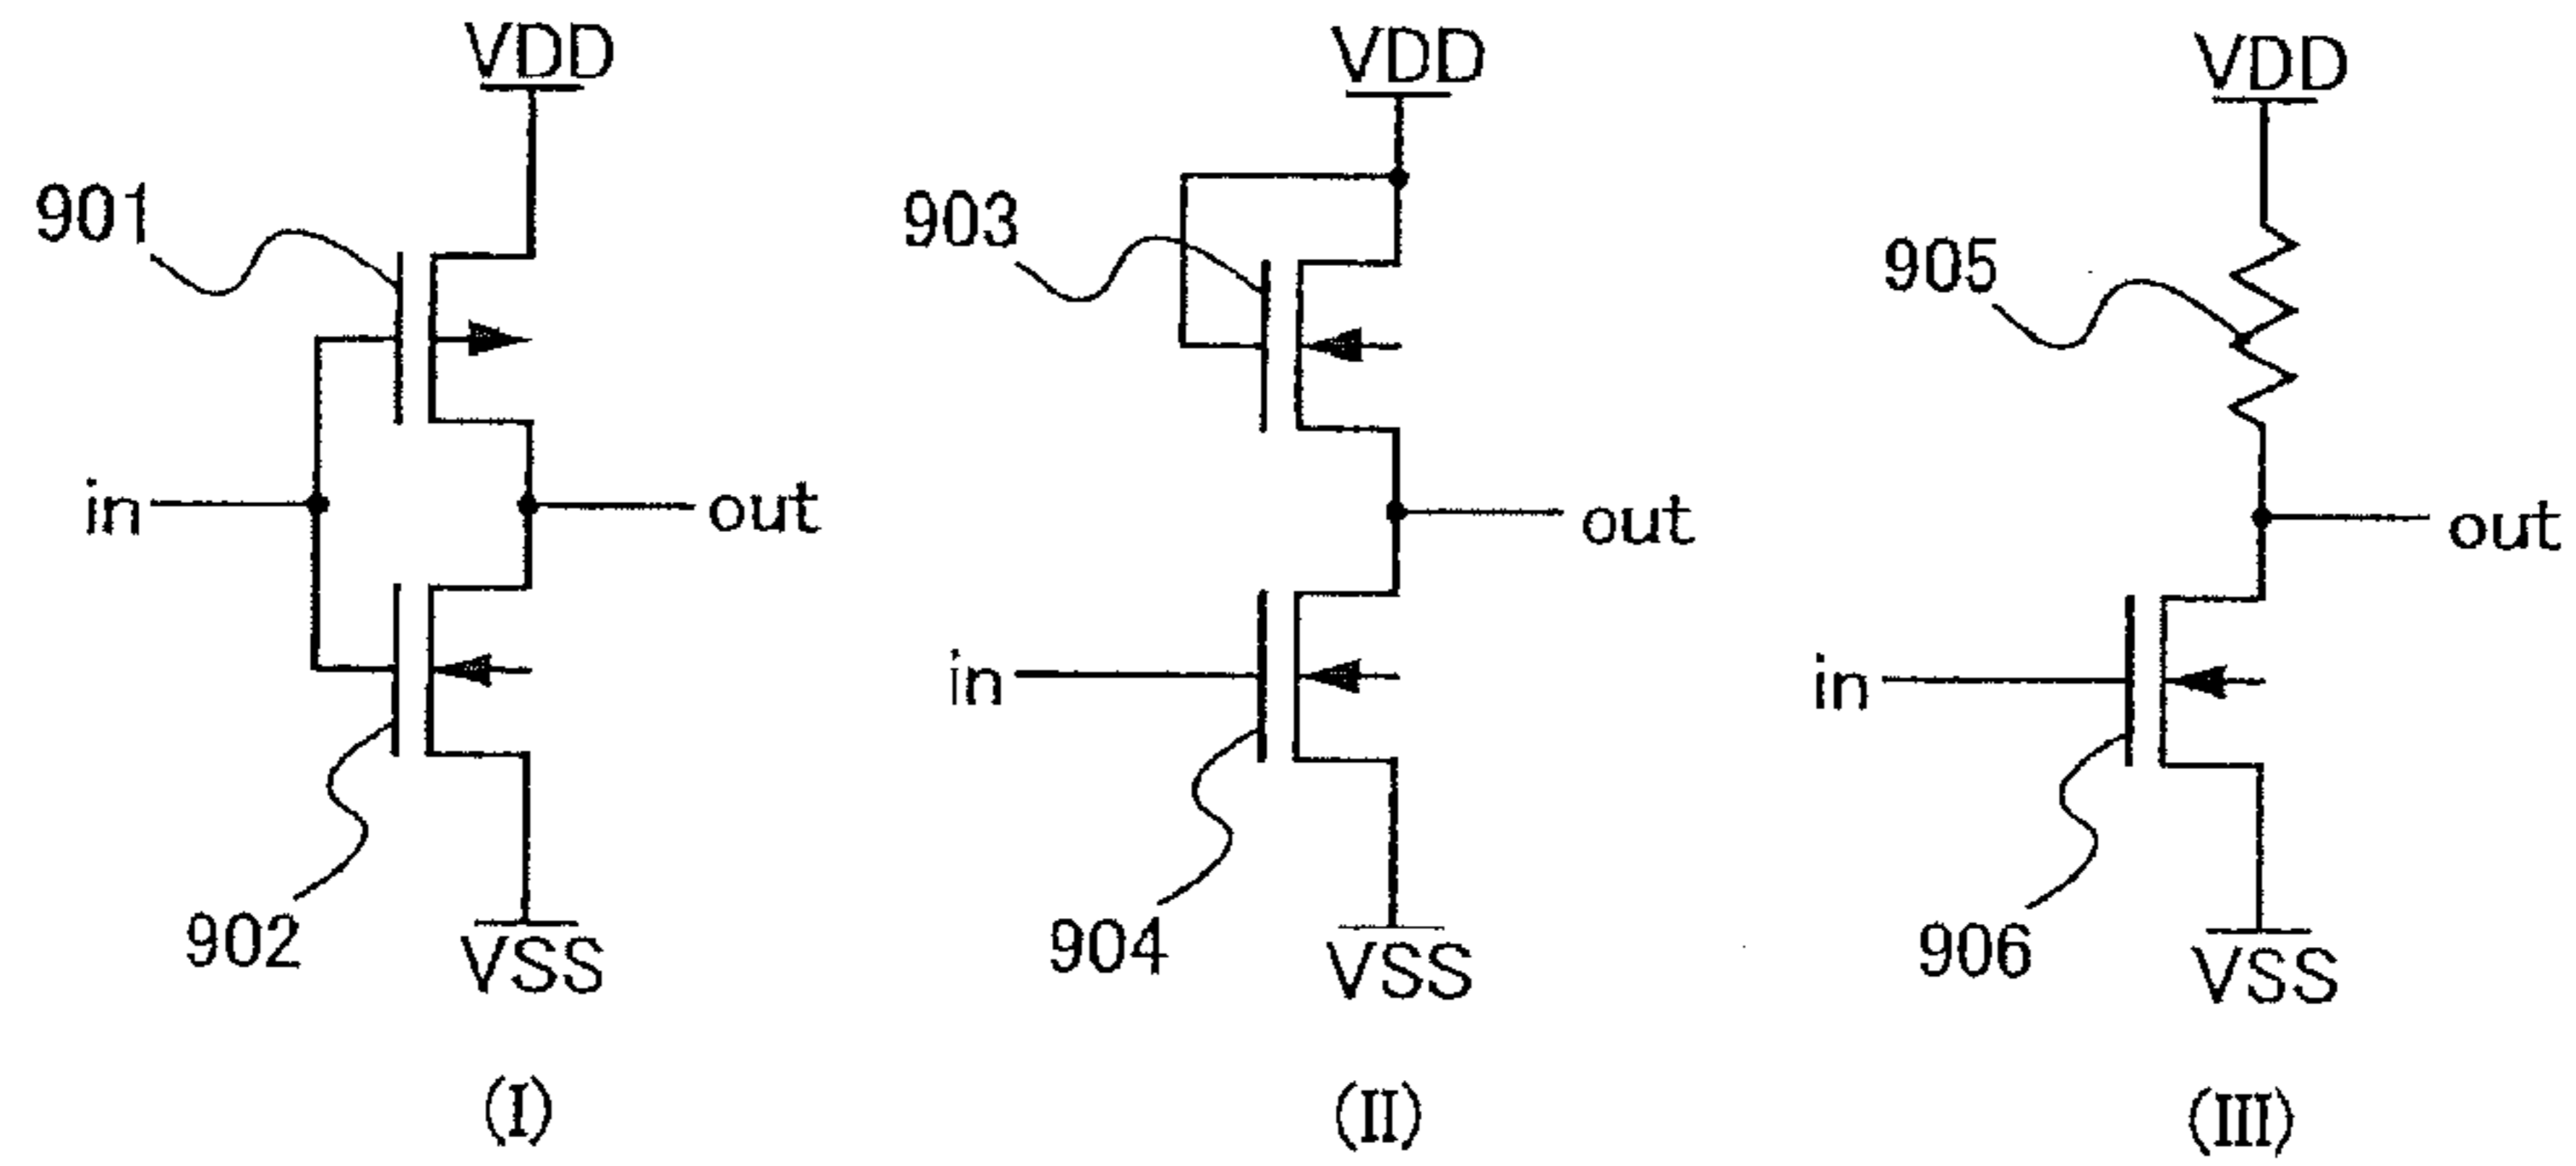 VDD
901
in
out
902
VSS
(I)
VDD
903
out
in
904
VSS
(II)
VDD
905
out
in
906
VSS
(III)